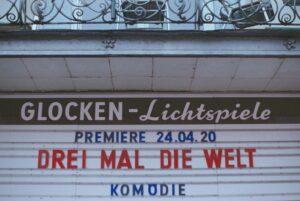 GLOCKEN-Lichtspiele
PREMIERE 24.04.20
DREI MAL DIE WELT
KOMÖDIE